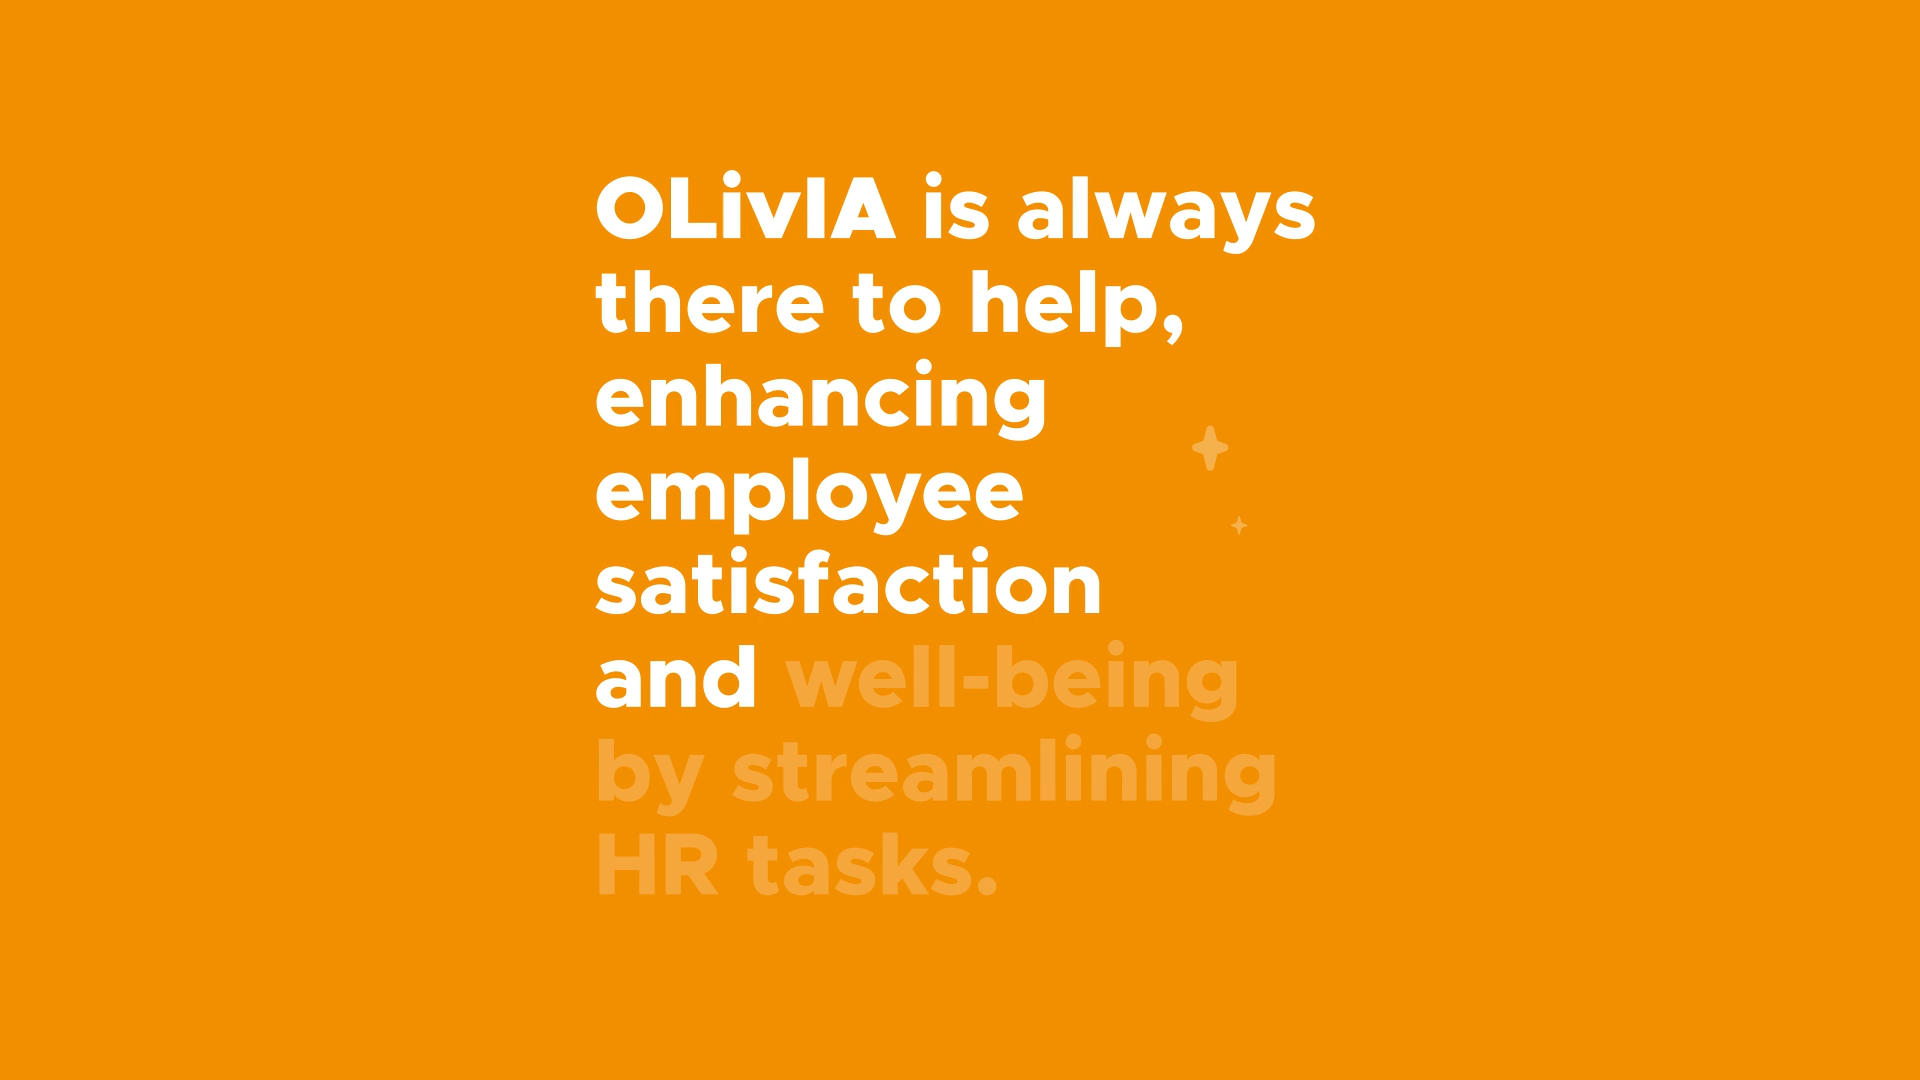 OLivIA is always
there to help,
enhancing
employee
satisfaction
and well-being
by streamlining
HR tasks.